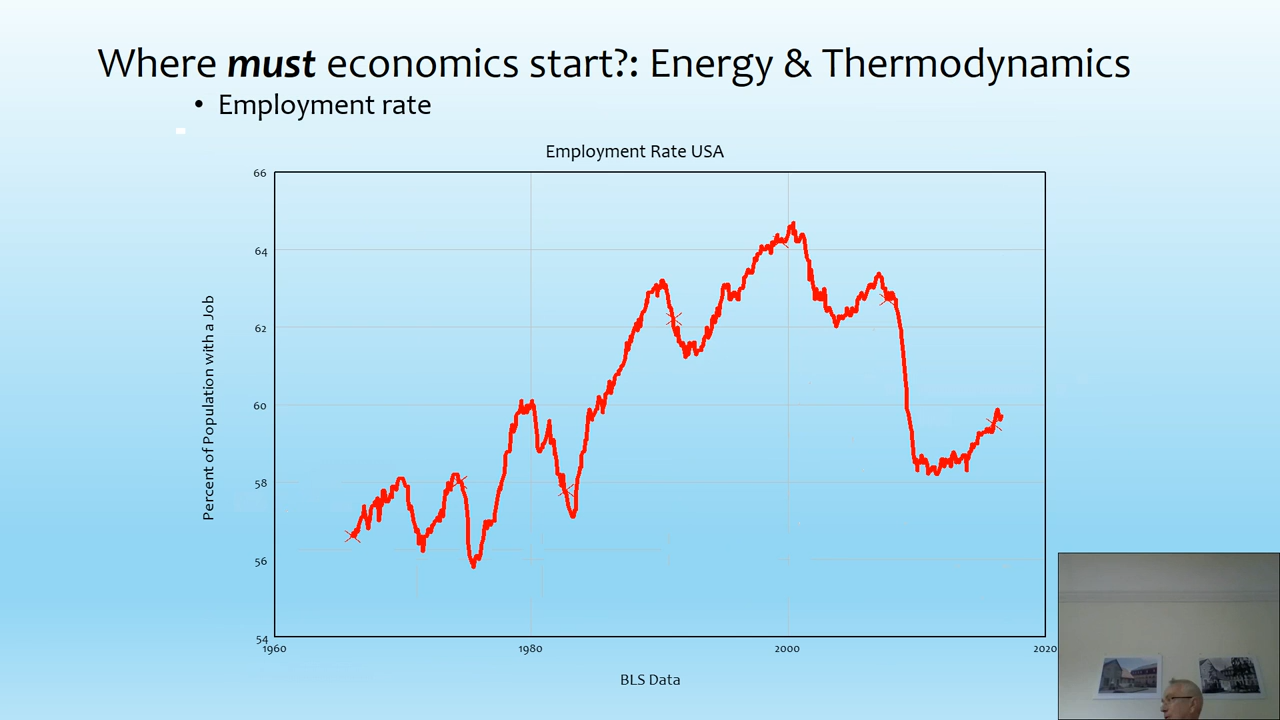 Where must economics start?: Energy & Thermodynamics
• Employment rate
Employment Rate USA
66
64
62
60
58
56
54
Percent of Population with a Job
1960
1980
2000
2020
BLS Data